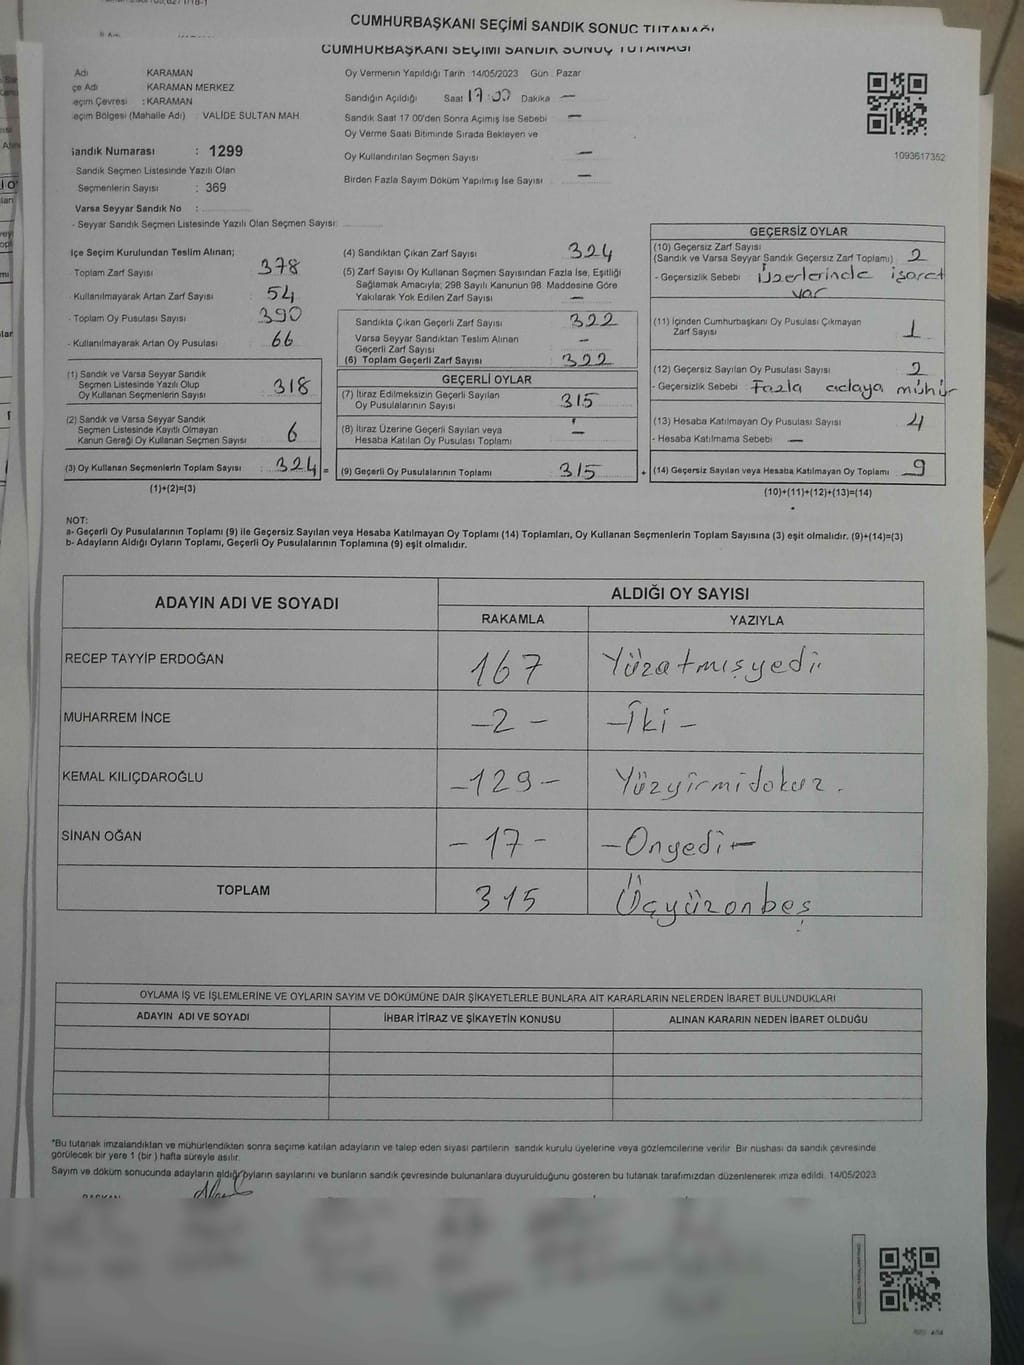 CUMHURBAŞKANI SEÇİMİ SANDIK SONUC TUTANAĞI
CUMHURBAŞKANI SEÇİMİ SANDIK SONUÇ TUTANAĞI
Adı KARAMAN
çe Adı KARAMAN MERKEZ
eçim Çevresi : KARAMAN
eçim Bölgesi (Mahalle Adı) : VALİDE SULTAN MAH
Sandık Numarası : 1299
Sandık Seçmen Listesinde Yazılı Olan
Seçmenlerin Sayısı : 369
Varsa Seyyar Sandık No :
- Seyyar Sandık Seçmen Listesinde Yazılı Olan Seçmen Sayısı:
Oy Vermenin Yapıldığı Tarih 14/05/2023 Gün : Pazar
Sandığın Açıldığı Saat 17:00 Dakika —
Sandık Saat 17 00'den Sonra Açımış İse Sebebi —
Oy Verme Saati Bitiminde Sırada Bekleyen ve
Oy Kullandırılan Seçmen Sayısı —
Birden Fazla Sayım Döküm Yapılmış İse Sayısı —
1093617352
İlçe Seçim Kurulundan Teslim Alınan;
Toplam Zarf Sayısı 378
- Kullanılmayarak Artan Zarf Sayısı 54
- Toplam Oy Pusulası Sayısı 390
- Kullanılmayarak Artan Oy Pusulası 66
(1) Sandık ve Varsa Seyyar Sandık
Seçmen Listesinde Yazılı Olup
Oy Kullanan Seçmenlerin Sayısı 318
(2) Sandık ve Varsa Seyyar Sandık
Seçmen Listesinde Kayıtlı Olmayan
Kanun Gereği Oy Kullanan Seçmen Sayısı 6
(3) Oy Kullanan Seçmenlerin Toplam Sayısı 324 =
(1)+(2)=(3)
(4) Sandıktan Çıkan Zarf Sayısı 324
(5) Zarf Sayısı Oy Kullanan Seçmen Sayısından Fazla İse, Eşitliği
Sağlamak Amacıyla; 298 Sayılı Kanunun 98. Maddesine Göre
Yakılarak Yok Edilen Zarf Sayısı —
Sandıkta Çıkan Geçerli Zarf Sayısı 322
Varsa Seyyar Sandıktan Teslim Alınan
Geçerli Zarf Sayısı —
(6) Toplam Geçerli Zarf Sayısı 322
GEÇERLİ OYLAR
(7) İtiraz Edilmeksizin Geçerli Sayılan
Oy Pusulalarının Sayısı 315
(8) İtiraz Üzerine Geçerli Sayılan veya
Hesaba Katılan Oy Pusulası Toplamı —
(9) Geçerli Oy Pusulalarının Toplamı 315 +
GEÇERSİZ OYLAR
(10) Geçersiz Zarf Sayısı
(Sandık ve Varsa Seyyar Sandık Geçersiz Zarf Toplamı) 2
- Geçersizlik Sebebi Üzerlerinde işaret
var
(11) İçinden Cumhurbaşkanı Oy Pusulası Çıkmayan
Zarf Sayısı 1
(12) Geçersiz Sayılan Oy Pusulası Sayısı 2
- Geçersizlik Sebebi Fazla adaya mühür
(13) Hesaba Katılmayan Oy Pusulası Sayısı 4
- Hesaba Katılmama Sebebi —
(14) Geçersiz Sayılan veya Hesaba Katılmayan Oy Toplamı 9
(10)+(11)+(12)+(13)=(14)
NOT:
a- Geçerli Oy Pusulalarının Toplamı (9) ile Geçersiz Sayılan veya Hesaba Katılmayan Oy Toplamı (14) Toplamları, Oy Kullanan Seçmenlerin Toplam Sayısına (3) eşit olmalıdır. (9)+(14)=(3)
b- Adayların Aldığı Oyların Toplamı, Geçerli Oy Pusulalarının Toplamına (9) eşit olmalıdır.
ADAYIN ADI VE SOYADI ALDIĞI OY SAYISI
RAKAMLA YAZIYLA
RECEP TAYYİP ERDOĞAN 167 Yüzatmışyedi
MUHARREM İNCE -2- -İki-
KEMAL KILIÇDAROĞLU -129- Yüzyirmidokuz.
SİNAN OĞAN -17- -Onyedi-
TOPLAM 315 Üçyüzonbeş
OYLAMA İŞ VE İŞLEMLERİNE VE OYLARIN SAYIM VE DÖKÜMÜNE DAİR ŞİKAYETLERLE BUNLARA AİT KARARLARIN NELERDEN İBARET BULUNDUKLARI
ADAYIN ADI VE SOYADI İHBAR İTİRAZ VE ŞİKAYETİN KONUSU ALINAN KARARIN NEDEN İBARET OLDUĞU
"Bu tutanak imzalandıktan ve mühürlendikten sonra seçime katılan adayların ve talep eden siyasi partilerin sandık kurulu üyelerine veya gözlemcilerine verilir. Bir nüshası da sandık çevresinde
görülecek bir yere 1 (bir) hafta süreyle asılır.
Sayım ve döküm sonucunda adayların aldığı oyların sayılarını ve bunların sandık çevresinde bulunanlara duyurulduğunu gösteren bu tutanak tarafımızdan düzenlenerek imza edildi. 14/05/2023
BAŞKAN